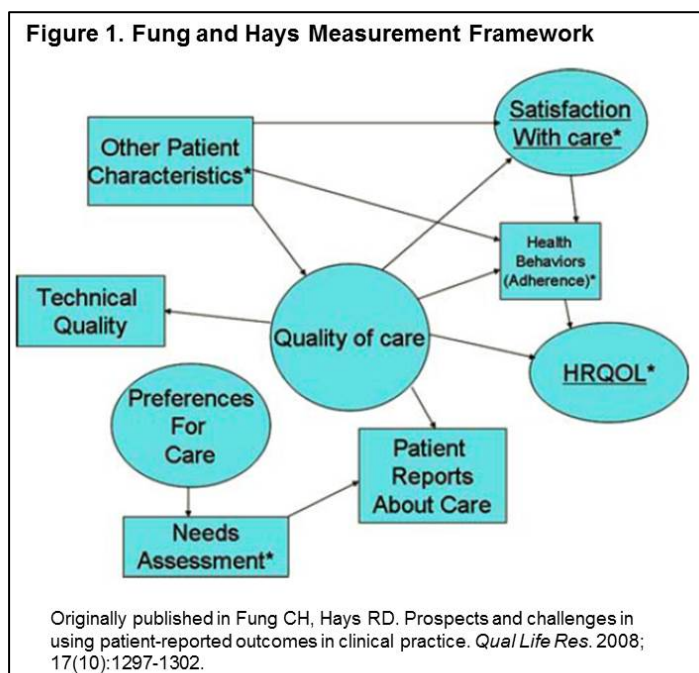 Figure 1. Fung and Hays Measurement Framework
Satisfaction
With care*
Other Patient
Characteristics*
Health
Behaviors
(Adherence)*
Technical
Quality
Quality of care
HRQOL*
Preferences
For
Care
Patient
Reports
About Care
Needs
Assessment*
Originally published in Fung CH, Hays RD. Prospects and challenges in
using patient-reported outcomes in clinical practice. Qual Life Res. 2008;
17(10):1297-1302.